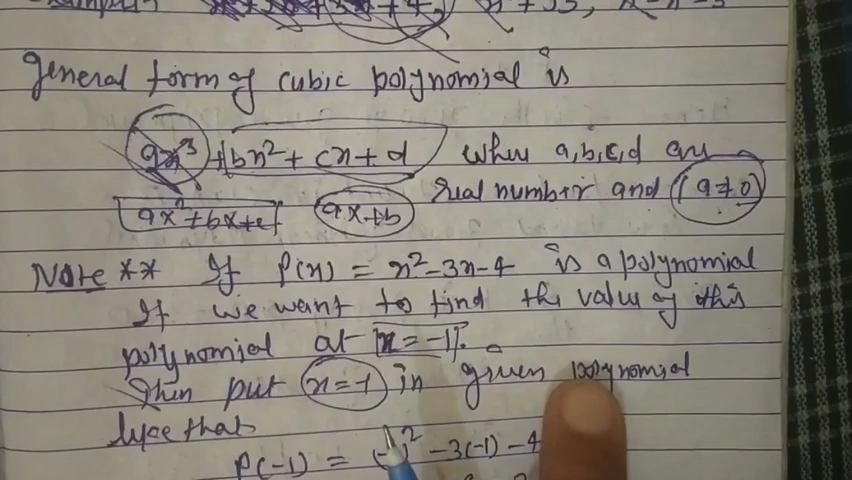 General form of cubic polynomial is
ax³ + bx² + cx + d when a, b, c, d are
real number and (a ≠ 0)
ax² + bx + c ax+b
Note ** If P(x) = x² - 3x - 4 is a polynomial
If we want to find the value of this
polynomial at x = -1.
Then put x = -1 in given polynomial
like that
P(-1) = (-1)² - 3(-1) - 4